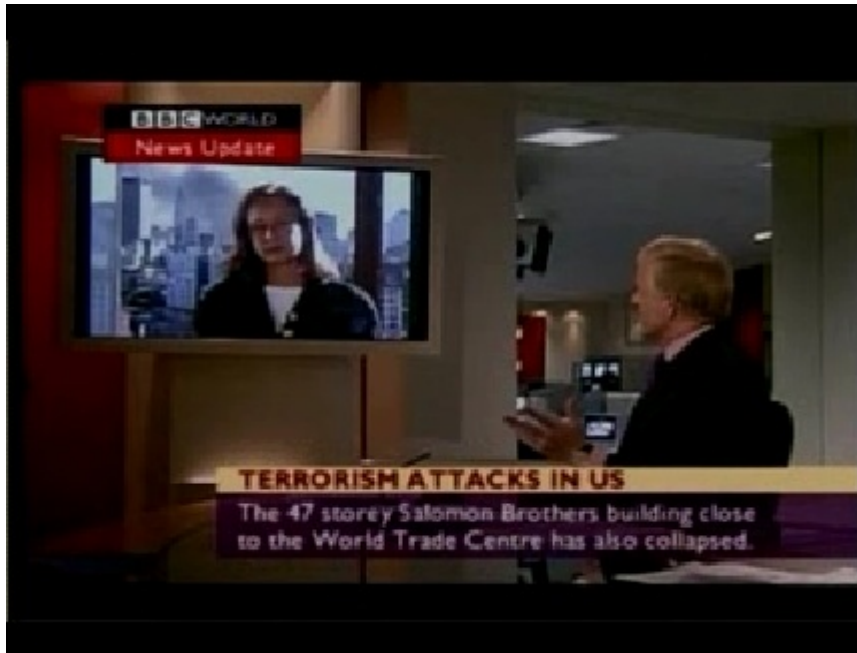 BBC WORLD
News Update
TERRORISM ATTACKS IN US
The 47 storey Salomon Brothers building close
to the World Trade Centre has also collapsed.